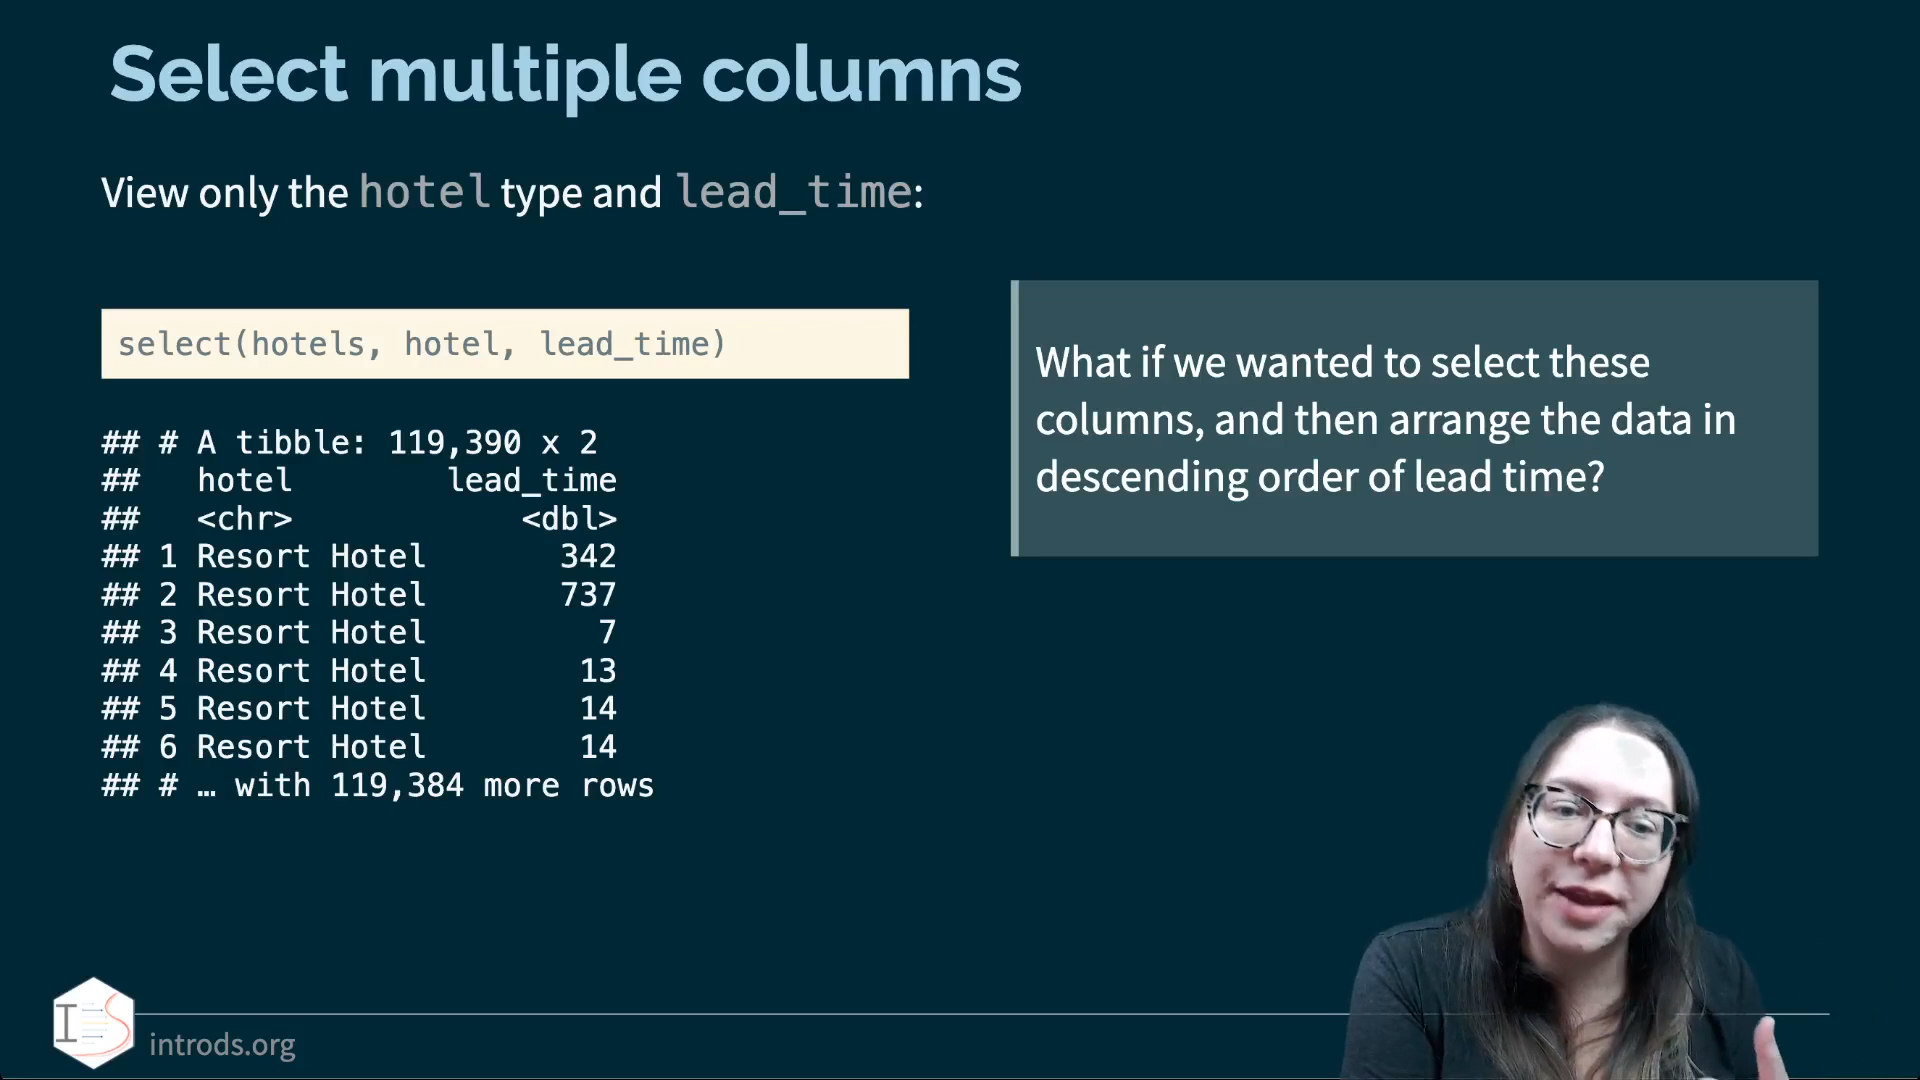 Select multiple columns
View only the hotel type and lead_time:
select(hotels, hotel, lead_time)
## # A tibble: 119,390 x 2
##   hotel        lead_time
##   <chr>            <dbl>
## 1 Resort Hotel       342
## 2 Resort Hotel       737
## 3 Resort Hotel         7
## 4 Resort Hotel        13
## 5 Resort Hotel        14
## 6 Resort Hotel        14
## # … with 119,384 more rows
What if we wanted to select these
columns, and then arrange the data in
descending order of lead time?
IS
introds.org